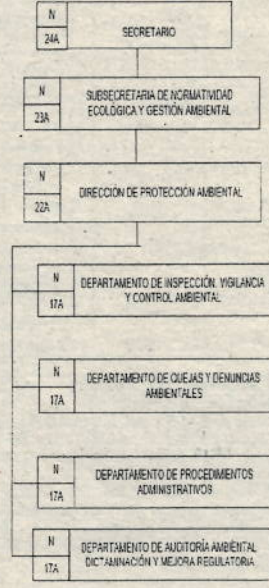 N
24A
SECRETARIO
N
23A
SUBSECRETARIA DE NORMATIVIDAD
ECOLÓGICA Y GESTIÓN AMBIENTAL
N
22A
DIRECCIÓN DE PROTECCIÓN AMBIENTAL
N
17A
DEPARTAMENTO DE INSPECCIÓN, VIGILANCIA
Y CONTROL AMBIENTAL
N
17A
DEPARTAMENTO DE QUEJAS Y DENUNCIAS
AMBIENTALES
N
17A
DEPARTAMENTO DE PROCEDIMIENTOS
ADMINISTRATIVOS
N
17A
DEPARTAMENTO DE AUDITORÍA AMBIENTAL
DICTAMINACIÓN Y MEJORA REGULATORIA